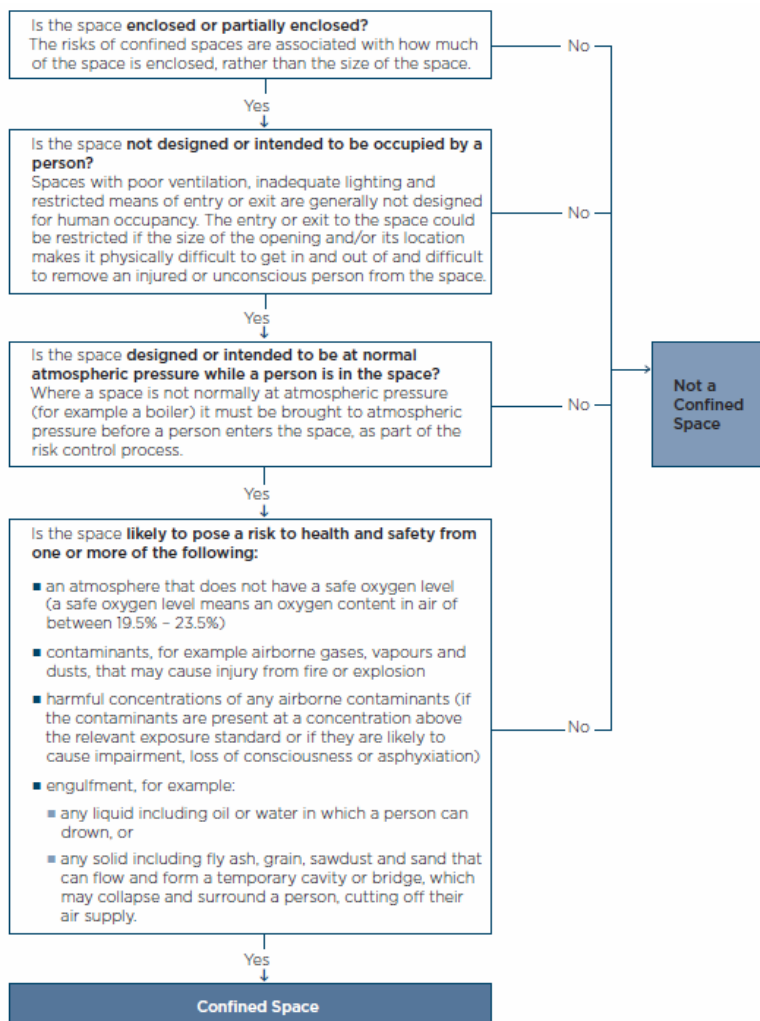 Is the space enclosed or partially enclosed?
The risks of confined spaces are associated with how much
of the space is enclosed, rather than the size of the space.
No
Yes
Is the space not designed or intended to be occupied by a
person?
Spaces with poor ventilation, inadequate lighting and
restricted means of entry or exit are generally not designed
for human occupancy. The entry or exit to the space could
be restricted if the size of the opening and/or its location
makes it physically difficult to get in and out of and difficult
to remove an injured or unconscious person from the space.
No
Yes
Is the space designed or intended to be at normal
atmospheric pressure while a person is in the space?
Where a space is not normally at atmospheric pressure
(for example a boiler) it must be brought to atmospheric
pressure before a person enters the space, as part of the
risk control process.
No
Not a
Confined
Space
Yes
Is the space likely to pose a risk to health and safety from
one or more of the following:
■ an atmosphere that does not have a safe oxygen level
(a safe oxygen level means an oxygen content in air of
between 19.5% – 23.5%)
■ contaminants, for example airborne gases, vapours and
dusts, that may cause injury from fire or explosion
■ harmful concentrations of any airborne contaminants (if
the contaminants are present at a concentration above
the relevant exposure standard or if they are likely to
cause impairment, loss of consciousness or asphyxiation)
■ engulfment, for example:
■ any liquid including oil or water in which a person can
drown, or
■ any solid including fly ash, grain, sawdust and sand that
can flow and form a temporary cavity or bridge, which
may collapse and surround a person, cutting off their
air supply.
No
Yes
Confined Space